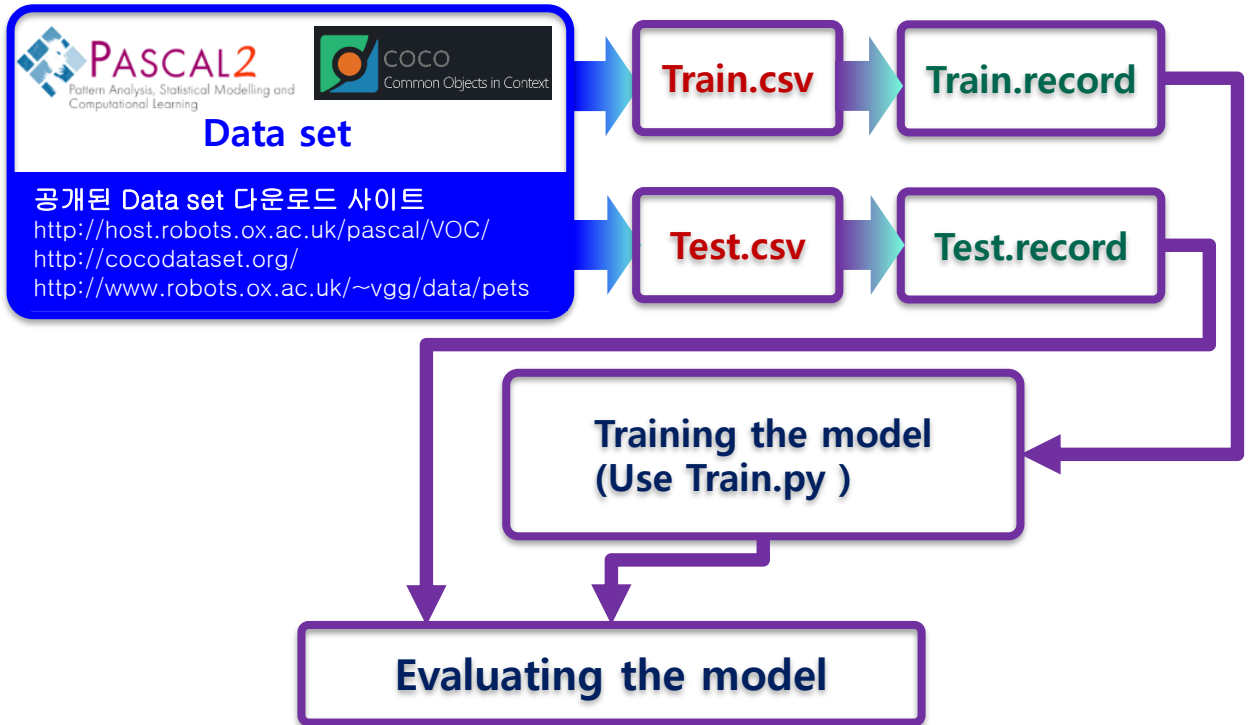 PASCAL2
Pattern Analysis, Statistical Modelling and
Computational Learning
COCO
Common Objects in Context
Data set
공개된 Data set 다운로드 사이트
http://host.robots.ox.ac.uk/pascal/VOC/
http://cocodataset.org/
http://www.robots.ox.ac.uk/~vgg/data/pets
Train.csv
Train.record
Test.csv
Test.record
Training the model
(Use Train.py )
Evaluating the model